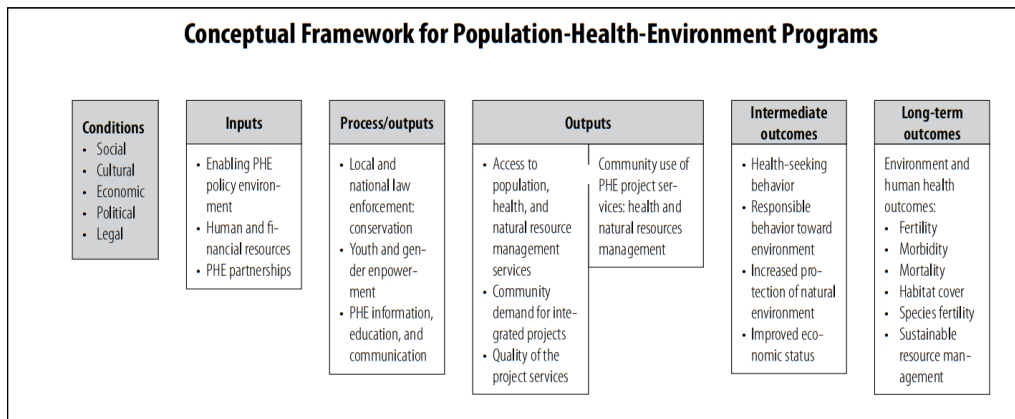 Conceptual Framework for Population-Health-Environment Programs
Conditions
• Social
• Cultural
• Economic
• Political
• Legal
Inputs
• Enabling PHE
policy environ-
ment
• Human and fi-
nancial resources
• PHE partnerships
Process/outputs
• Local and
national law
enforcement:
conservation
• Youth and gen-
der enpower-
ment
• PHE information,
education, and
communication
Outputs
• Access to
population,
health, and
natural resource
management
services
• Community
demand for inte-
grated projects
• Quality of the
project services
Community use of
PHE project ser-
vices: health and
natural resources
management
Intermediate
outcomes
• Health-seeking
behavior
• Responsible
behavior toward
environment
• Increased pro-
tection of natural
environment
• Improved eco-
nomic status
Long-term
outcomes
Environment and
human health
outcomes:
• Fertility
• Morbidity
• Mortality
• Habitat cover
• Species fertility
• Sustainable
resource man-
agement